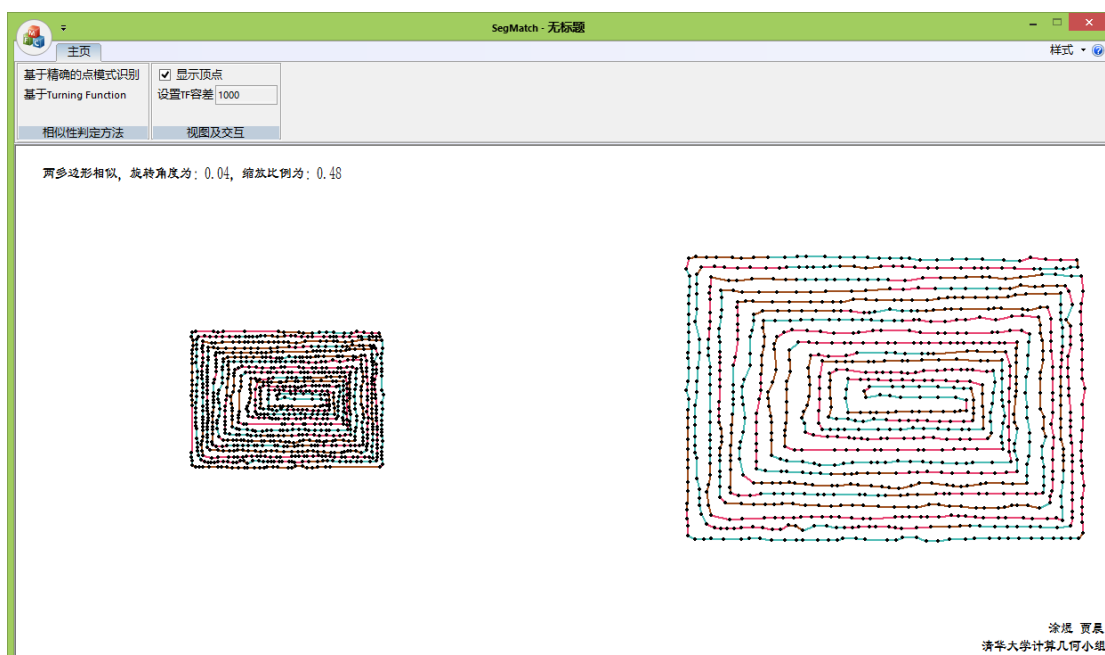 SegMatch - 无标题
主页
样式
基于精确的点模式识别
显示顶点
基于Turning Function
设置TF容差 1000
相似性判定方法
视图及交互
两多边形相似, 旋转角度为: 0.04, 缩放比例为: 0.48
涂煜 贾晨
清华大学计算几何小组